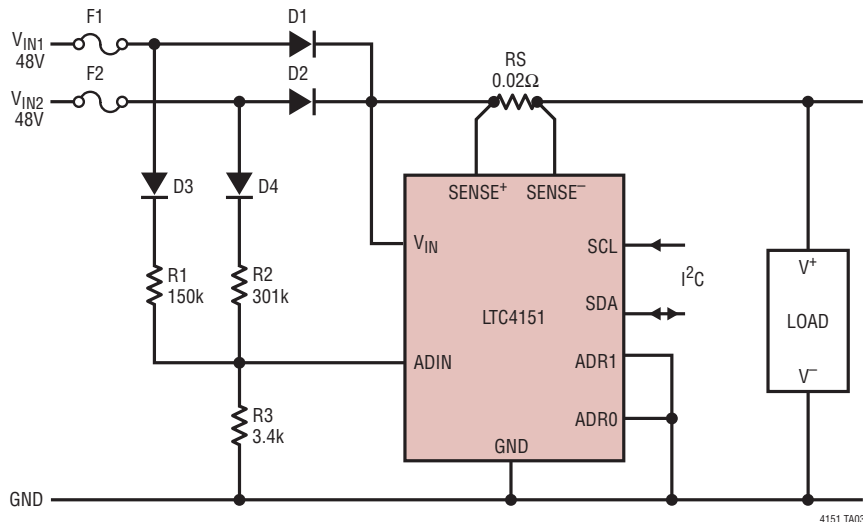 F1
D1
VIN1
48V
F2
D2
RS
0.02Ω
VIN2
48V
D3
D4
SENSE+
SENSE–
VIN
SCL
I2C
V+
R1
150k
R2
301k
SDA
LTC4151
LOAD
ADIN
ADR1
V–
R3
3.4k
ADR0
GND
GND
4151 TA03